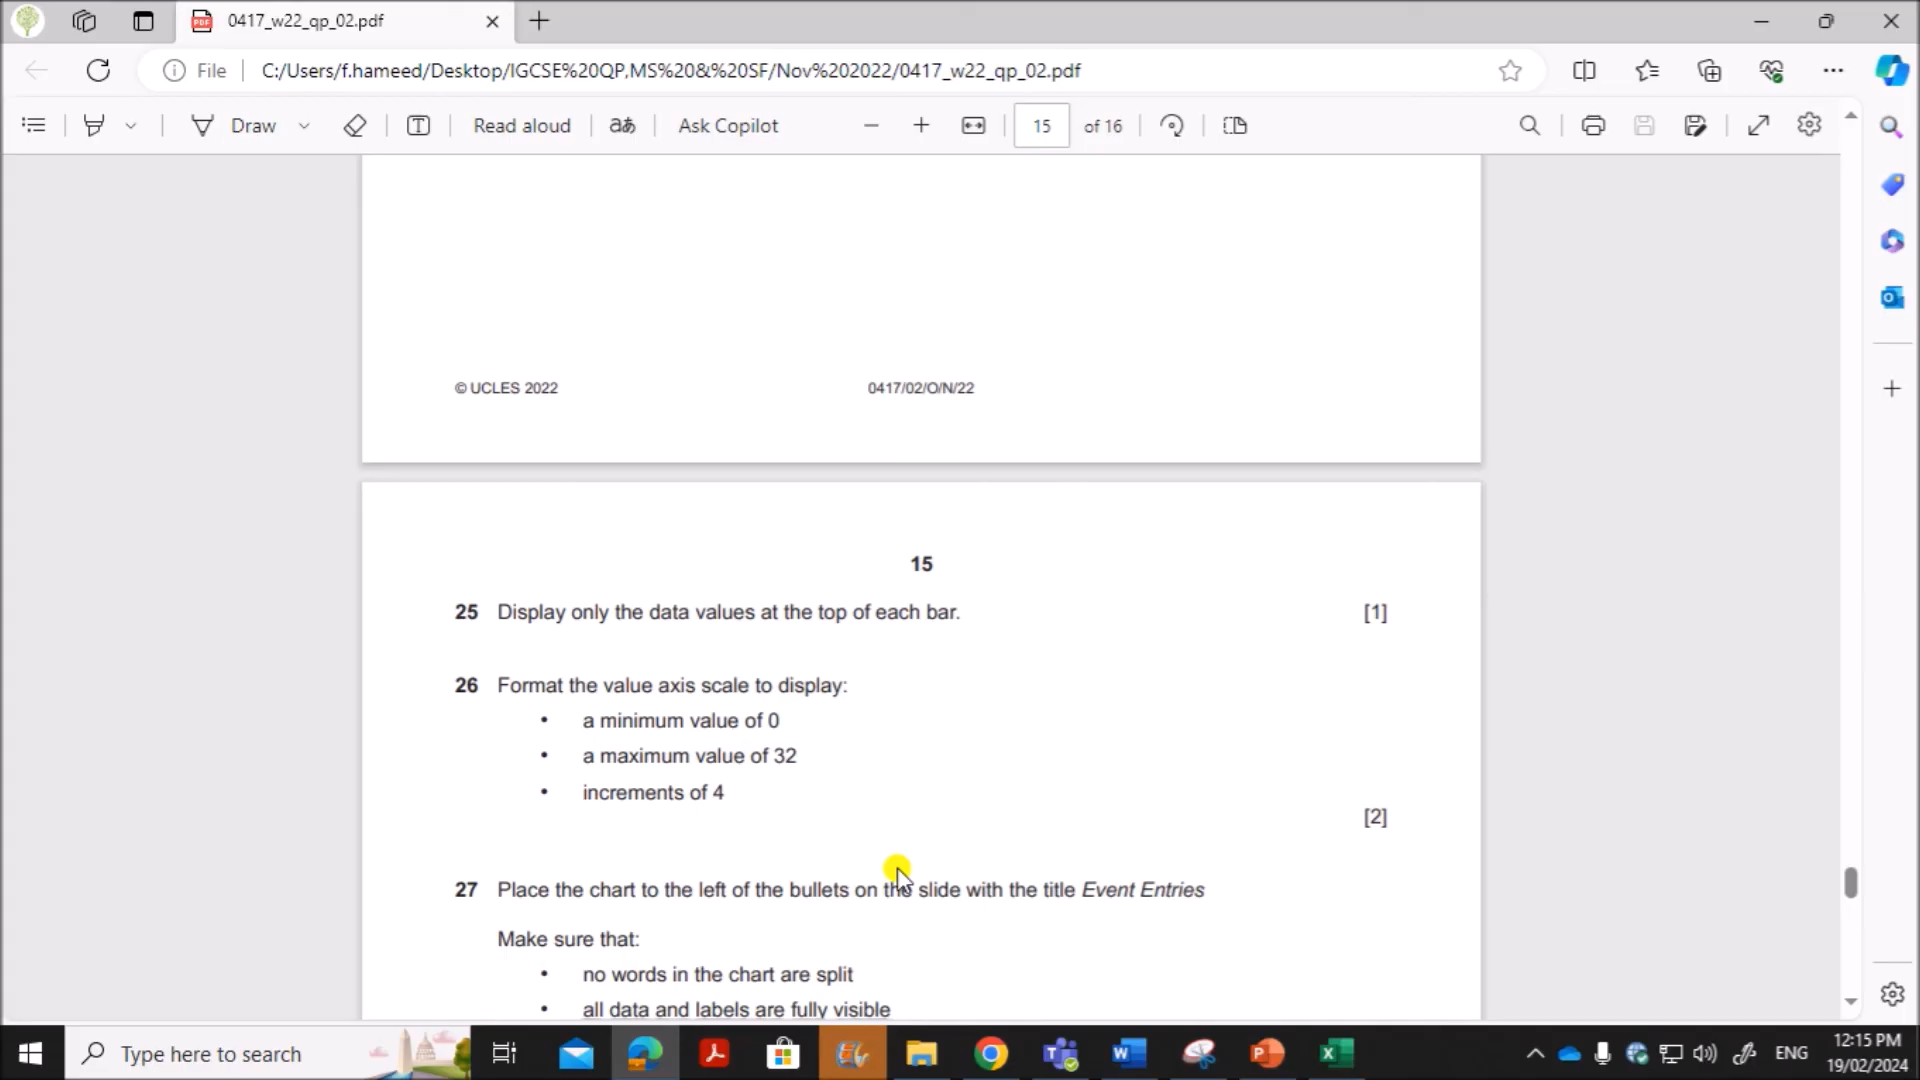 0417_w22_qp_02.pdf
File
C:/Users/f.hameed/Desktop/IGCSE%20QP,MS%20&%20SF/Nov%202022/0417_w22_qp_02.pdf
Draw
Read aloud
Ask Copilot
15 of 16
© UCLES 2022
0417/02/O/N/22
15
25 Display only the data values at the top of each bar. [1]
26 Format the value axis scale to display:
• a minimum value of 0
• a maximum value of 32
• increments of 4
[2]
27 Place the chart to the left of the bullets on the slide with the title Event Entries
Make sure that:
• no words in the chart are split
• all data and labels are fully visible
Type here to search
ENG
12:15 PM
19/02/2024